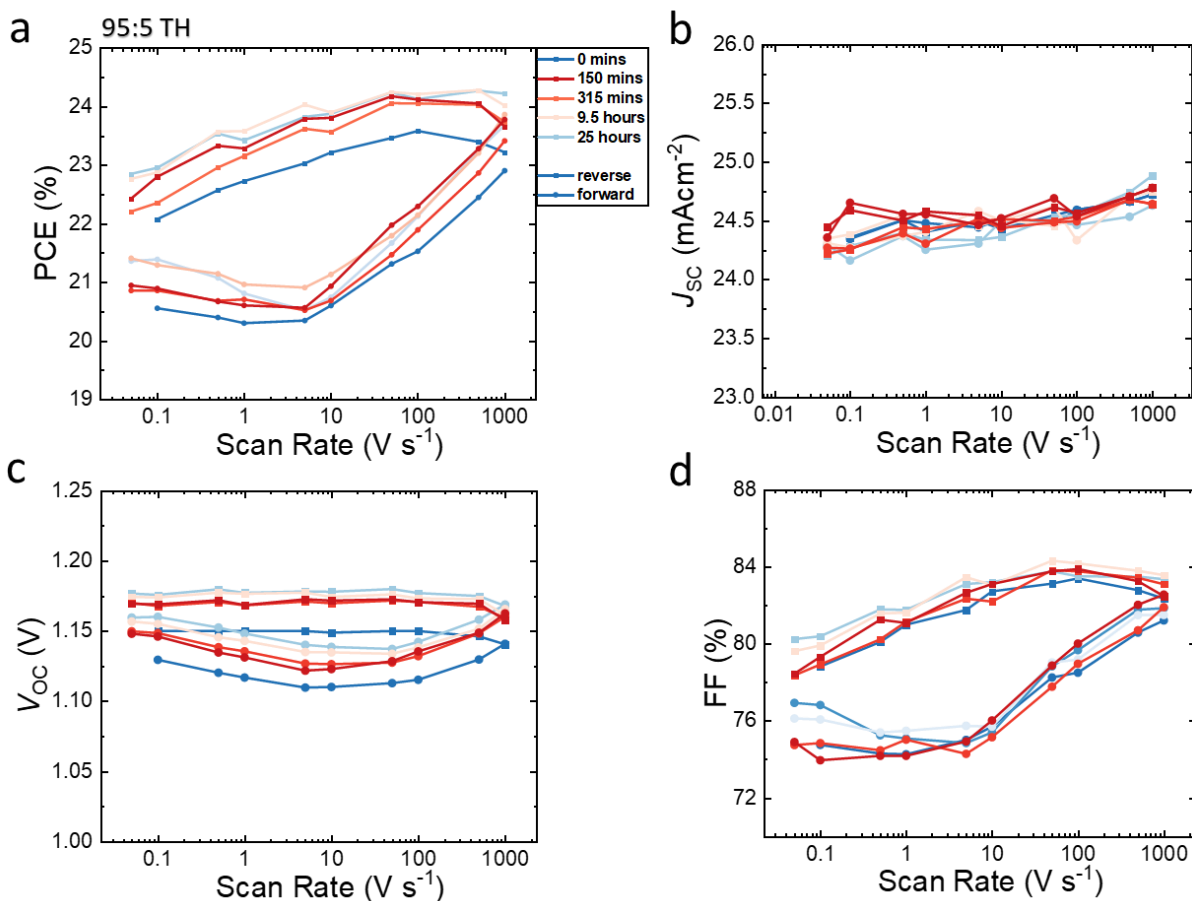 a
95:5 TH
26
25
24
23
22
21
20
19
PCE (%)
0.1
1
10
100
1000
Scan Rate (V s⁻¹)
0 mins
150 mins
315 mins
9.5 hours
25 hours
reverse
forward
b
26.0
25.5
25.0
24.5
24.0
23.5
23.0
JSC (mAcm⁻²)
0.01
0.1
1
10
100
1000
Scan Rate (V s⁻¹)
c
1.25
1.20
1.15
1.10
1.05
1.00
VOC (V)
0.1
1
10
100
1000
Scan Rate (V s⁻¹)
d
88
84
80
76
72
FF (%)
0.1
1
10
100
1000
Scan Rate (V s⁻¹)